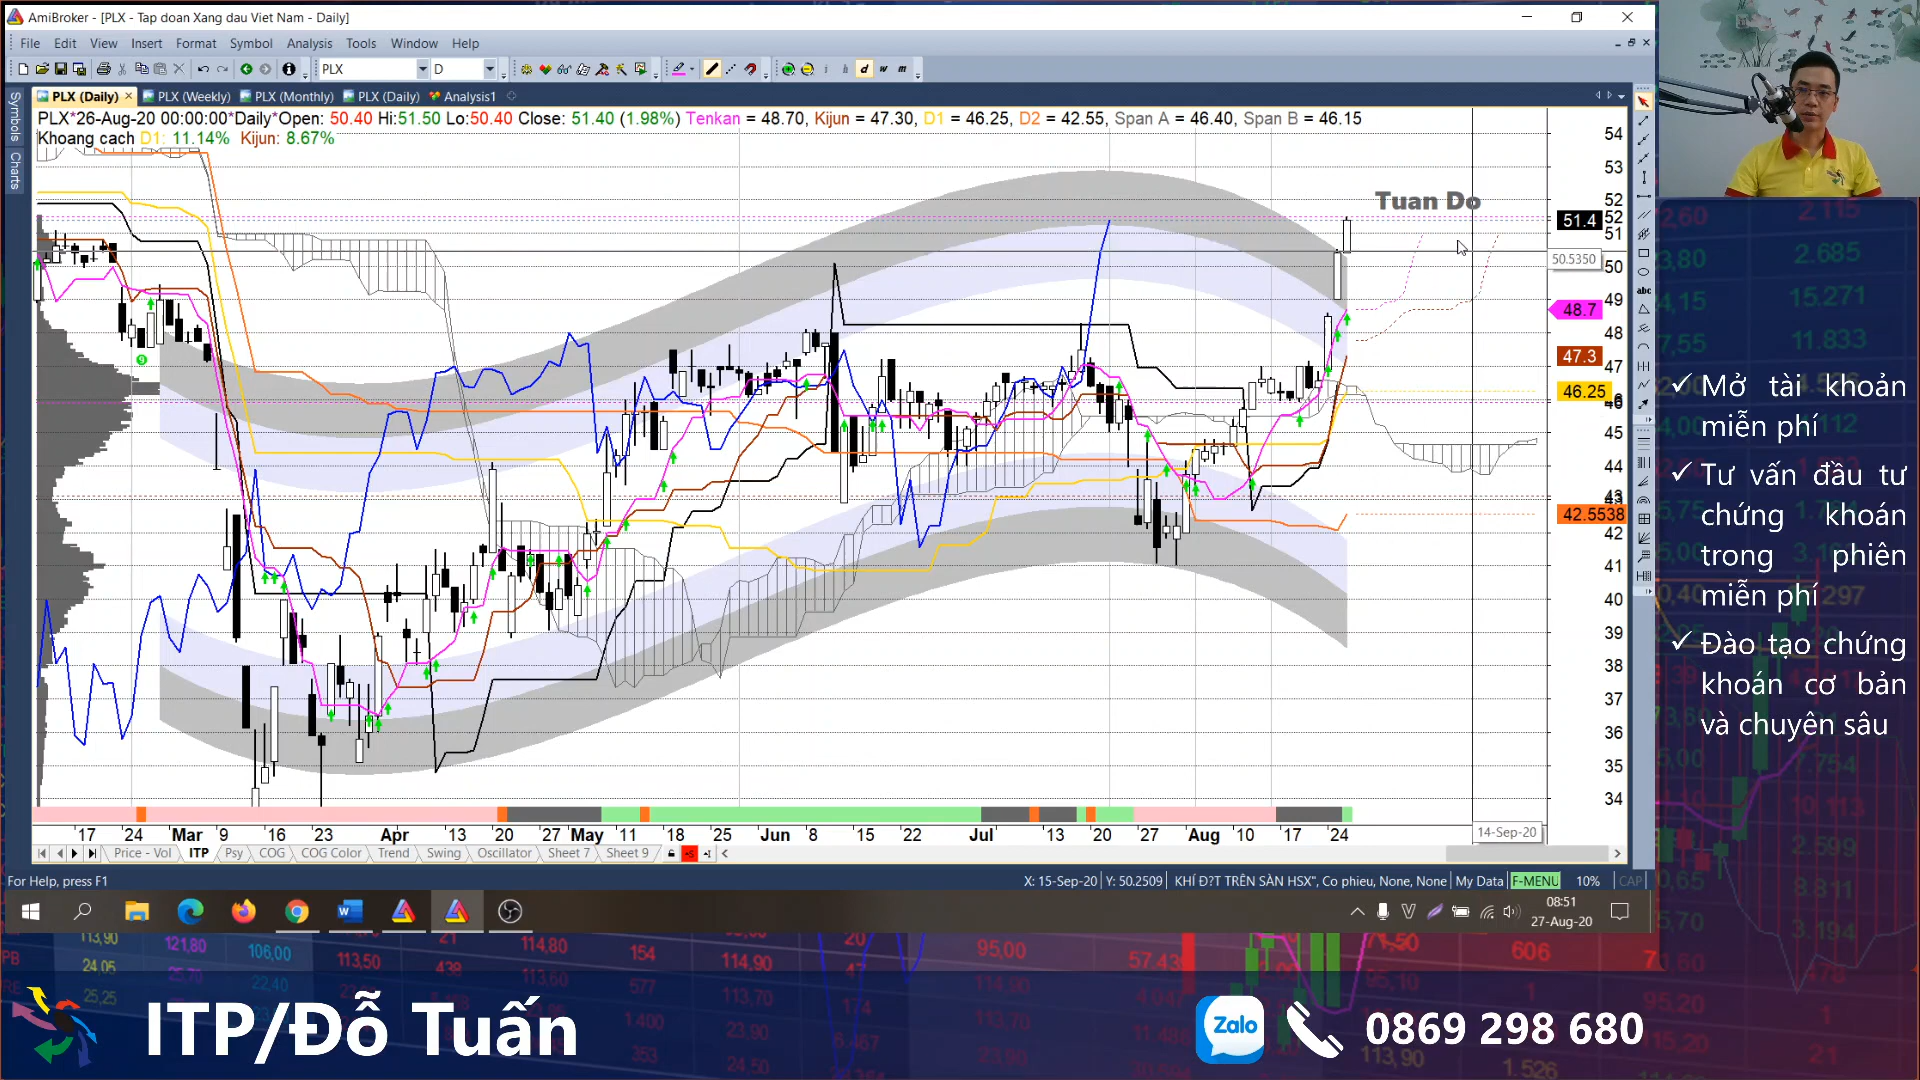 AmiBroker - [PLX - Tap doan Xang dau Viet Nam - Daily]
File Edit View Insert Format Symbol Analysis Tools Window Help
PLX D
PLX (Daily) PLX (Weekly) PLX (Monthly) PLX (Daily) Analysis1
Symbols
Charts
PLX*26-Aug-20 00:00:00*Daily*Open: 50.40 Hi:51.50 Lo:50.40 Close: 51.40 (1.98%) Tenkan = 48.70, Kijun = 47.30, D1 = 46.25, D2 = 42.55, Span A = 46.40, Span B = 46.15
Khoang cach D1: 11.14% Kijun: 8.67%
Tuan Do
54
53
52
52
51.4
51
50.5350
50
49
48.7
48
47.3
47
46.25
46
45
44
43
42.5538
42
41
40
39
38
37
36
35
34
17 24 Mar 9 16 23 Apr 13 20 27 May 11 18 25 Jun 8 15 22 Jul 13 20 27 Aug 10 17 24 14-Sep-20
Price - Vol ITP Psy COG COG Color Trend Swing Oscillator Sheet 7 Sheet 9
For Help, press F1
X: 15-Sep-20 Y: 50.2509 KHÍ Đ?T TRÊN SÀN HSX", Co phieu, None, None My Data F-MENU 10% CAP
08:51
27-Aug-20
✓ Mở tài khoản
miễn phí
✓ Tư vấn đầu tư
chứng khoán
trong phiên
miễn phí
✓ Đào tạo chứng
khoán cơ bản
và chuyên sâu
ITP/Đỗ Tuấn
Zalo
0869 298 680